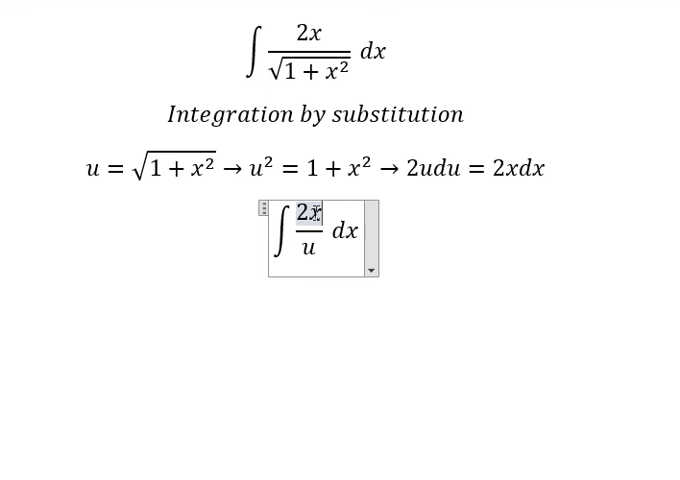 ∫ 2x/√(1 + x²) dx
Integration by substitution
u = √(1 + x²) → u² = 1 + x² → 2udu = 2xdx
∫ 2x/u dx